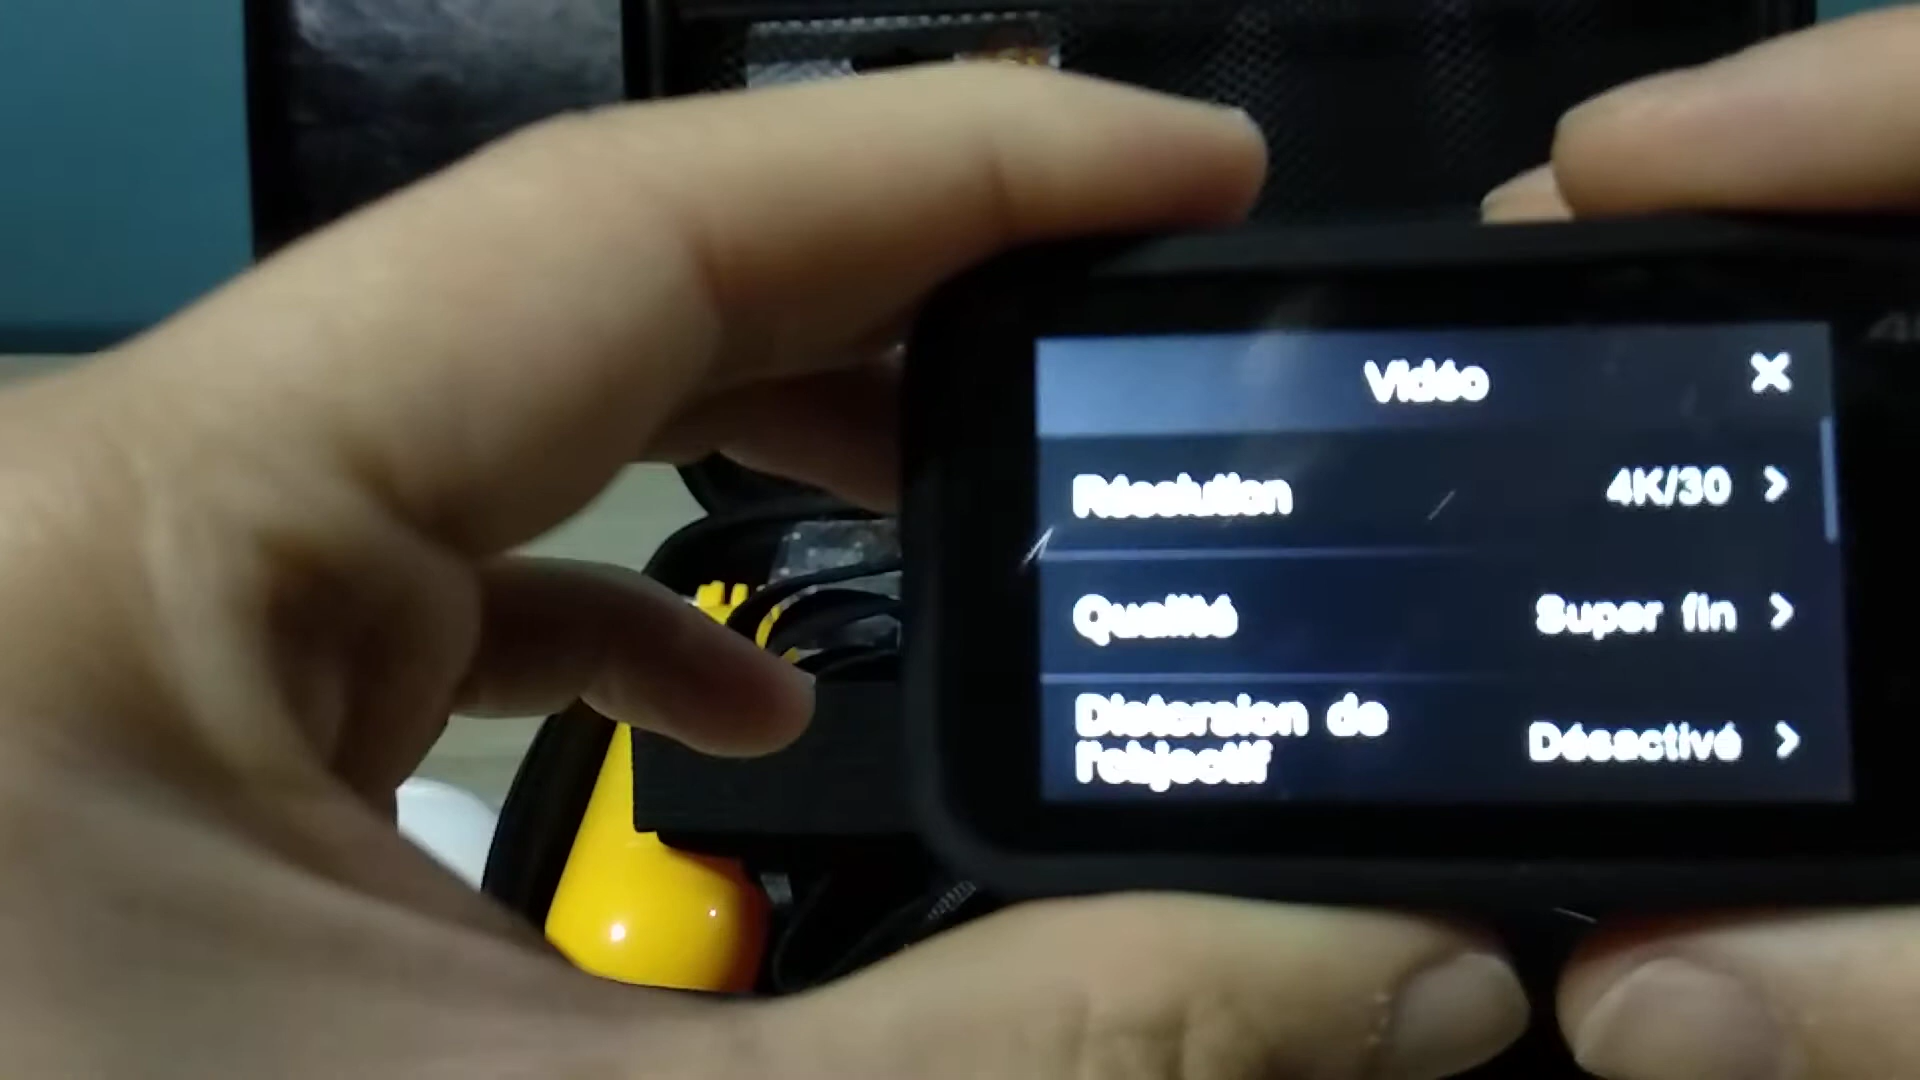 Vidéo
Résolution 4K/30
Qualité Super fin
Distorsion de
l'objectif Désactivé